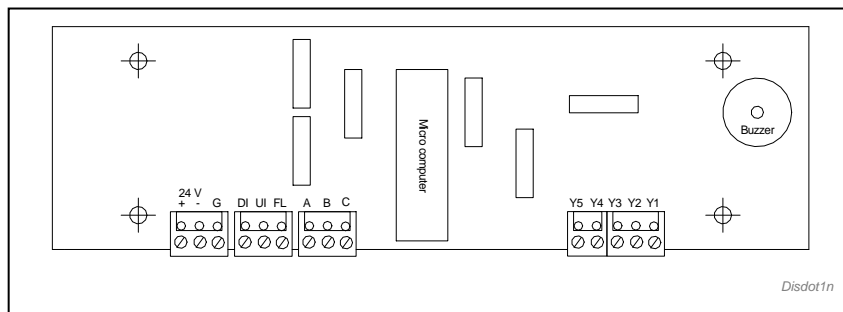 24 V
+ - G DI UI FL A B C
Micro computer
Y5 Y4 Y3 Y2 Y1
Buzzer
Disdot1n